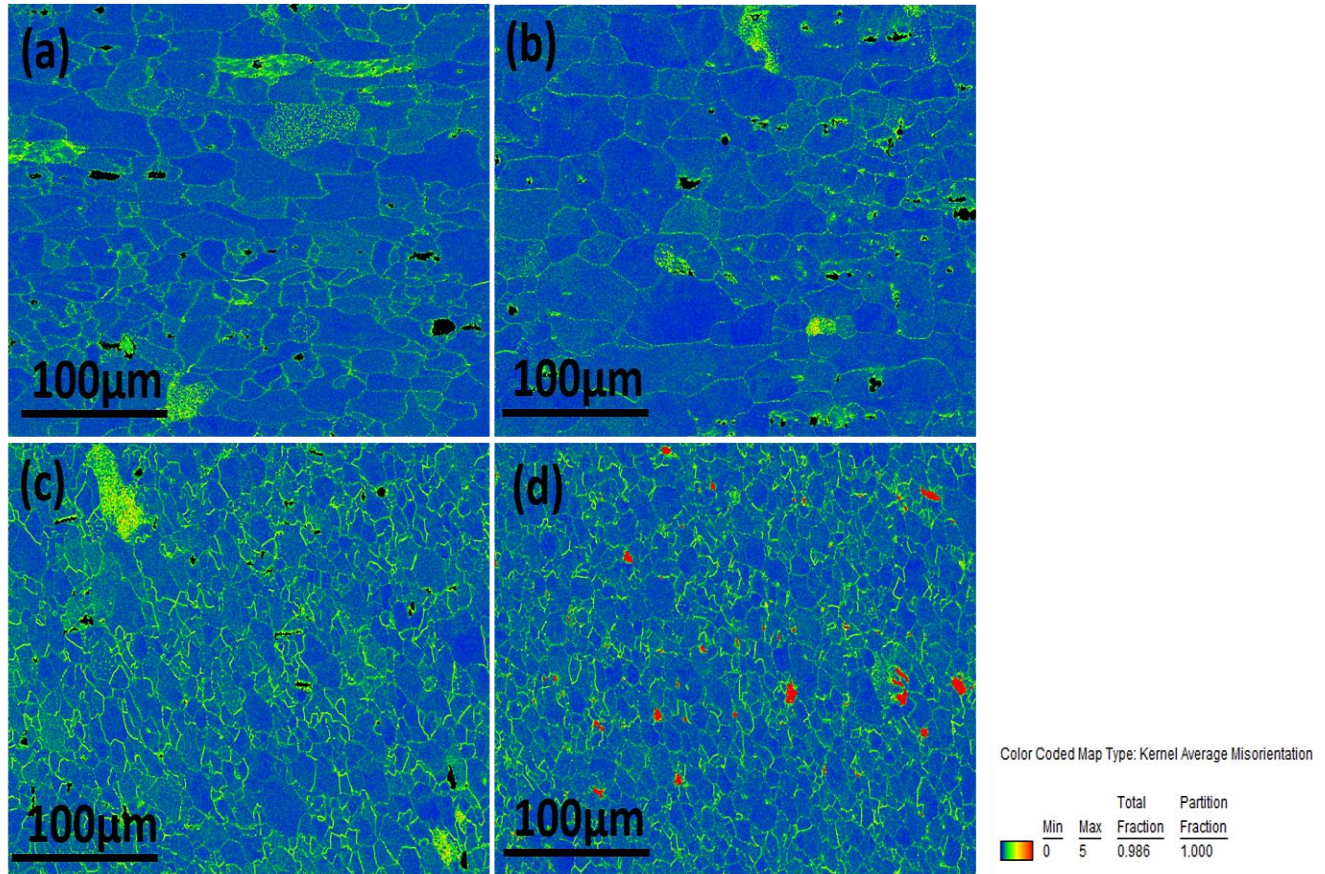 (a)
(b)
100µm
100µm
(c)
(d)
100µm
100µm
Color Coded Map Type: Kernel Average Misorientation
Total Partition
Min Max Fraction Fraction
0 5 0.986 1.000